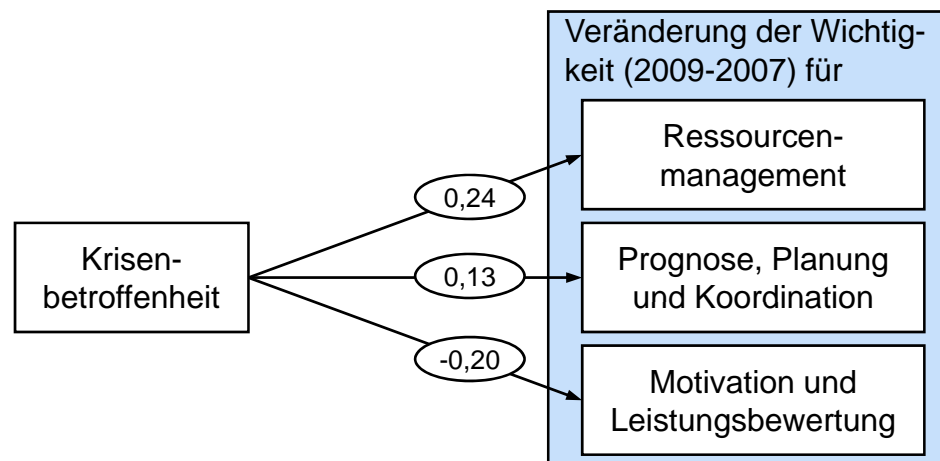 Veränderung der Wichtig-
keit (2009-2007) für
Ressourcen-
management
0,24
Krisen-
betroffenheit
0,13
Prognose, Planung
und Koordination
-0,20
Motivation und
Leistungsbewertung